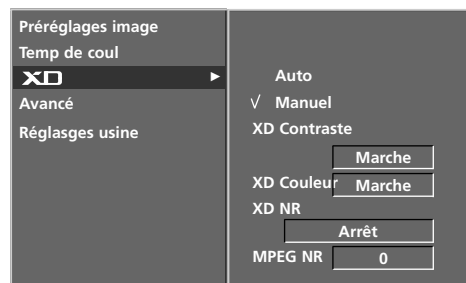 Préréglages image
Temp de coul
XD
Avancé
Réglasges usine
Auto
√ Manuel
XD Contraste
Marche
XD Couleur Marche
XD NR
Arrêt
MPEG NR 0